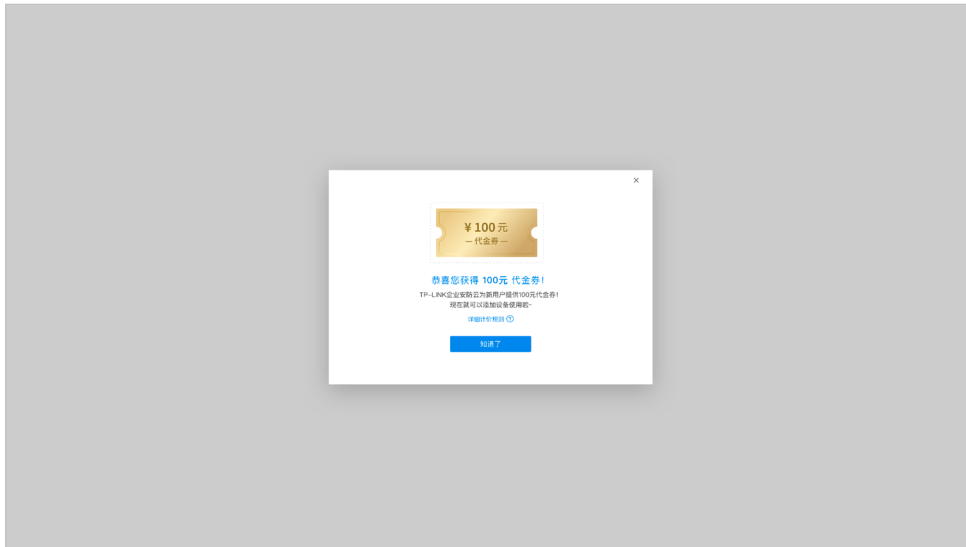 ¥100元
— 代金券 —
恭喜您获得 100元 代金券!
TP-LINK企业安防云为新用户提供100元代金券!
现在就可以添加设备使用啦~
详细计价规则 ?
知道了